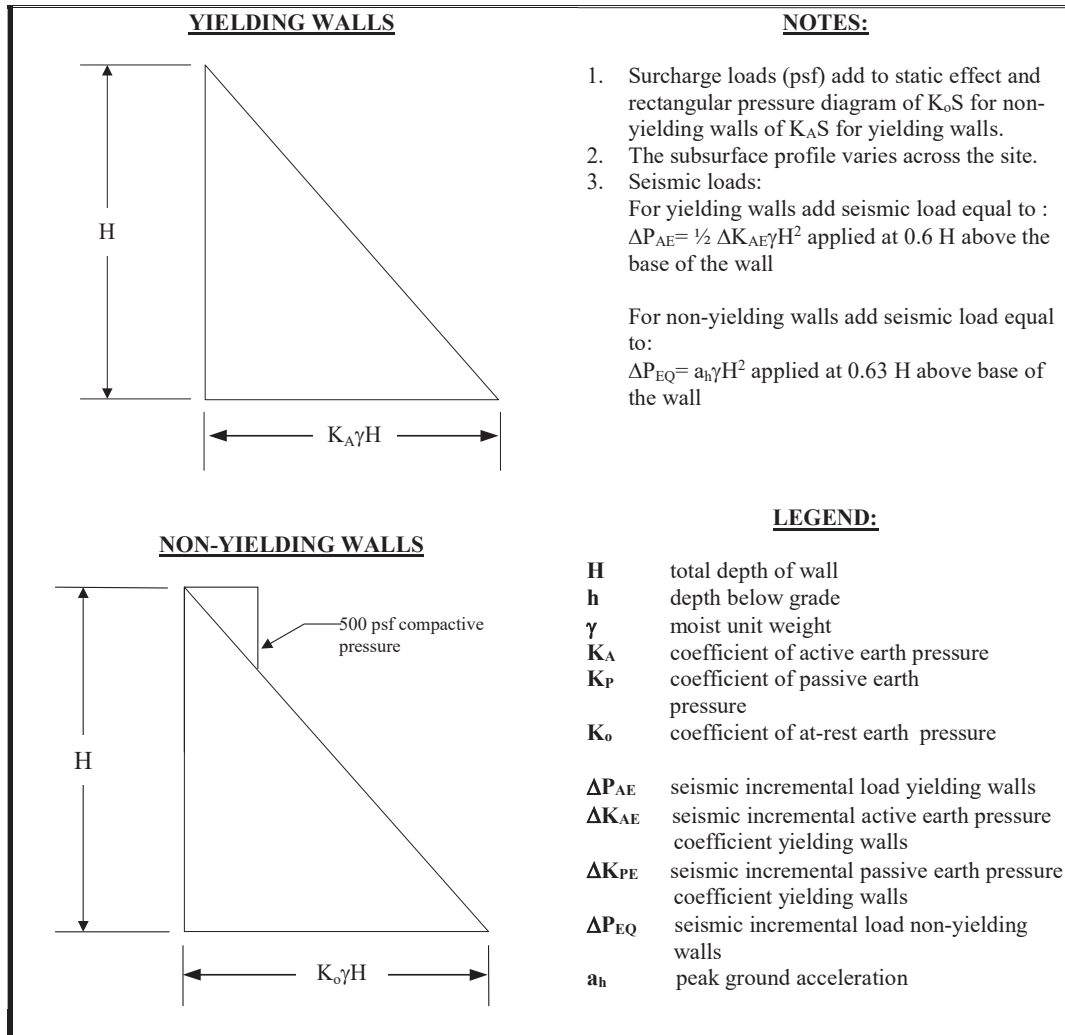 YIELDING WALLS
H
KAγH
NON-YIELDING WALLS
500 psf compactive
pressure
H
KoγH
NOTES:
1. Surcharge loads (psf) add to static effect and
rectangular pressure diagram of KoS for non-
yielding walls of KAS for yielding walls.
2. The subsurface profile varies across the site.
3. Seismic loads:
For yielding walls add seismic load equal to :
ΔPAE= ½ ΔKAEγH² applied at 0.6 H above the
base of the wall
For non-yielding walls add seismic load equal
to:
ΔPEQ= ahγH² applied at 0.63 H above base of
the wall
LEGEND:
H total depth of wall
h depth below grade
γ moist unit weight
KA coefficient of active earth pressure
KP coefficient of passive earth
pressure
Ko coefficient of at-rest earth pressure
ΔPAE seismic incremental load yielding walls
ΔKAE seismic incremental active earth pressure
coefficient yielding walls
ΔKPE seismic incremental passive earth pressure
coefficient yielding walls
ΔPEQ seismic incremental load non-yielding
walls
ah peak ground acceleration